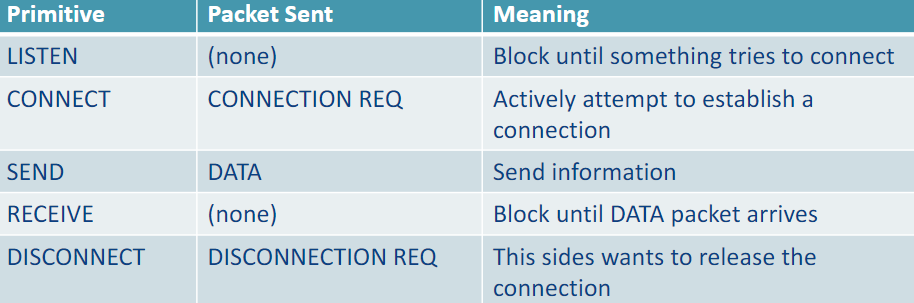 Primitive Packet Sent Meaning
LISTEN (none) Block until something tries to connect
CONNECT CONNECTION REQ Actively attempt to establish a
connection
SEND DATA Send information
RECEIVE (none) Block until DATA packet arrives
DISCONNECT DISCONNECTION REQ This sides wants to release the
connection